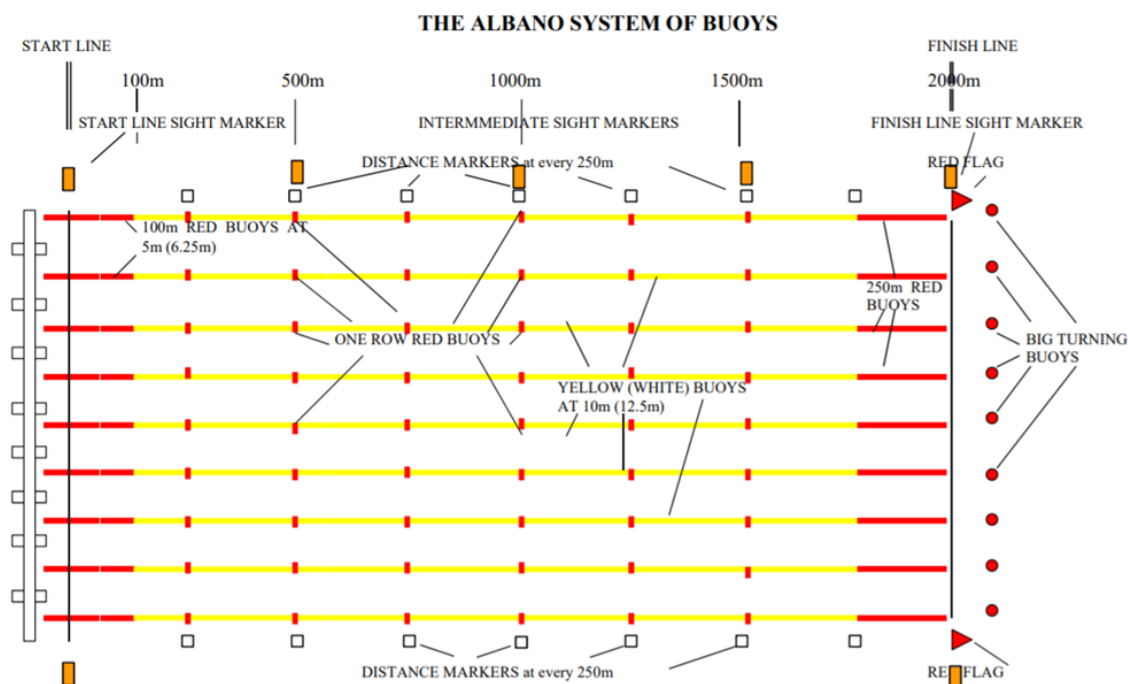 THE ALBANO SYSTEM OF BUOYS
START LINE
FINISH LINE
100m
500m
1000m
1500m
2000m
START LINE SIGHT MARKER
INTERMMEDIATE SIGHT MARKERS
FINISH LINE SIGHT MARKER
DISTANCE MARKERS at every 250m
RED FLAG
100m RED BUOYS AT
5m (6.25m)
250m RED
BUOYS
ONE ROW RED BUOYS
BIG TURNING
BUOYS
YELLOW (WHITE) BUOYS
AT 10m (12.5m)
DISTANCE MARKERS at every 250m
RED FLAG